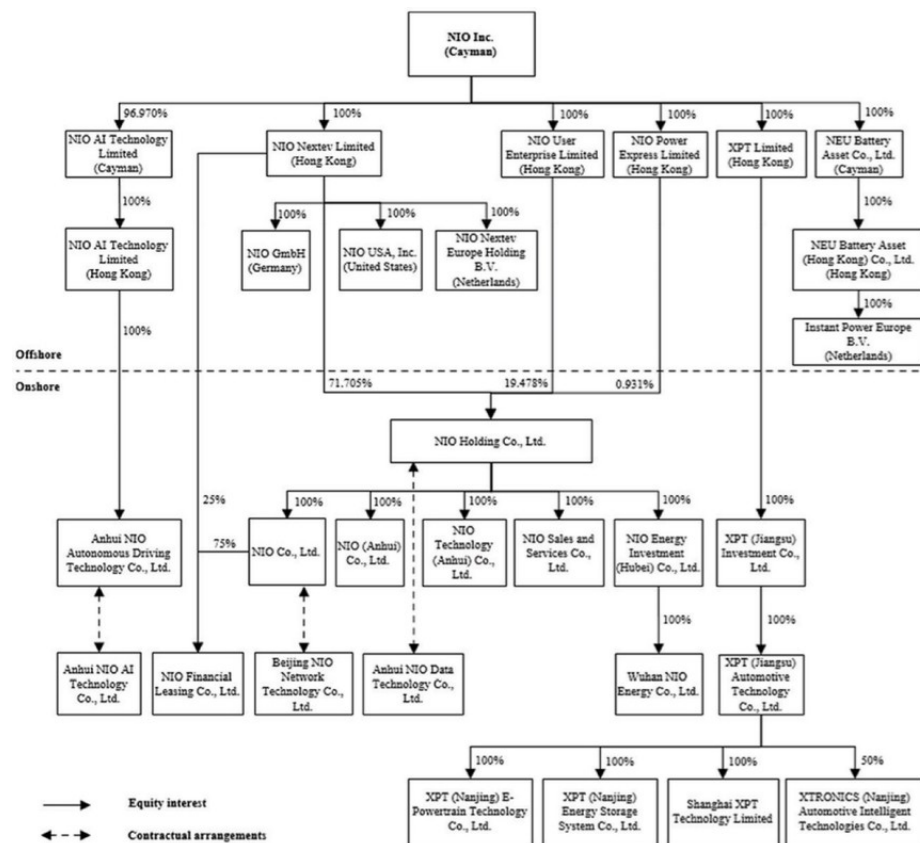 NIO Inc.
(Cayman)
96.970%
100%
100%
100%
100%
100%
NIO AI Technology
Limited
(Cayman)
NIO Nextev Limited
(Hong Kong)
NIO User
Enterprise Limited
(Hong Kong)
NIO Power
Express Limited
(Hong Kong)
XPT Limited
(Hong Kong)
NEU Battery
Asset Co., Ltd.
(Cayman)
100%
100%
100%
100%
100%
NIO AI Technology
Limited
(Hong Kong)
NIO GmbH
(Germany)
NIO USA, Inc.
(United States)
NIO Nextev
Europe Holding
B.V.
(Netherlands)
NEU Battery Asset
(Hong Kong) Co., Ltd.
(Hong Kong)
100%
100%
Instant Power Europe
B.V.
(Netherlands)
Offshore
Onshore
71.705%
19.478%
0.931%
NIO Holding Co., Ltd.
25%
100%
100%
100%
100%
100%
100%
75%
Anhui NIO
Autonomous Driving
Technology Co., Ltd.
NIO Co., Ltd.
NIO (Anhui)
Co., Ltd.
NIO
Technology
(Anhui) Co.,
Ltd.
NIO Sales and
Services Co.,
Ltd.
NIO Energy
Investment
(Hubei) Co., Ltd.
XPT (Jiangsu)
Investment Co.,
Ltd.
100%
100%
Anhui NIO AI
Technology
Co., Ltd.
NIO Financial
Leasing Co., Ltd.
Beijing NIO
Network
Technology Co.,
Ltd.
Anhui NIO Data
Technology Co.,
Ltd.
Wuhan NIO
Energy Co., Ltd.
XPT (Jiangsu)
Automotive
Technology
Co., Ltd.
100%
100%
100%
50%
XPT (Nanjing) E-
Powertrain Technology
Co., Ltd.
XPT (Nanjing)
Energy Storage
System Co., Ltd.
Shanghai XPT
Technology Limited
XTRONICS (Nanjing)
Automotive Intelligent
Technologies Co., Ltd.
Equity interest
Contractual arrangements